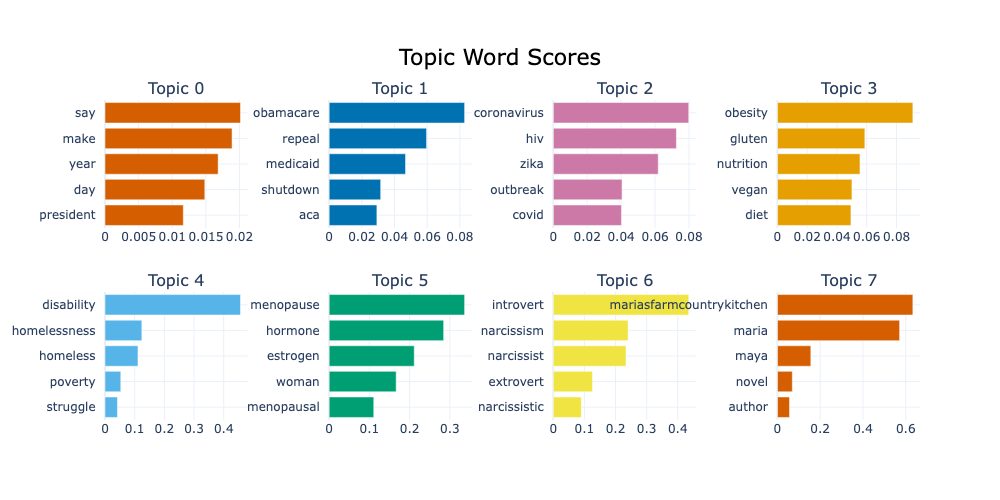 Topic Word Scores
Topic 0
say
make
year
day
president
0 0.005 0.01 0.015 0.02
Topic 1
obamacare
repeal
medicaid
shutdown
aca
0 0.02 0.04 0.06 0.08
Topic 2
coronavirus
hiv
zika
outbreak
covid
0 0.02 0.04 0.06 0.08
Topic 3
obesity
gluten
nutrition
vegan
diet
0 0.02 0.04 0.06 0.08
Topic 4
disability
homelessness
homeless
poverty
struggle
0 0.1 0.2 0.3 0.4
Topic 5
menopause
hormone
estrogen
woman
menopausal
0 0.1 0.2 0.3
Topic 6
introvert
narcissism
narcissist
extrovert
narcissistic
0 0.1 0.2 0.3 0.4
Topic 7
mariasfarmcountrykitchen
maria
maya
novel
author
0 0.2 0.4 0.6